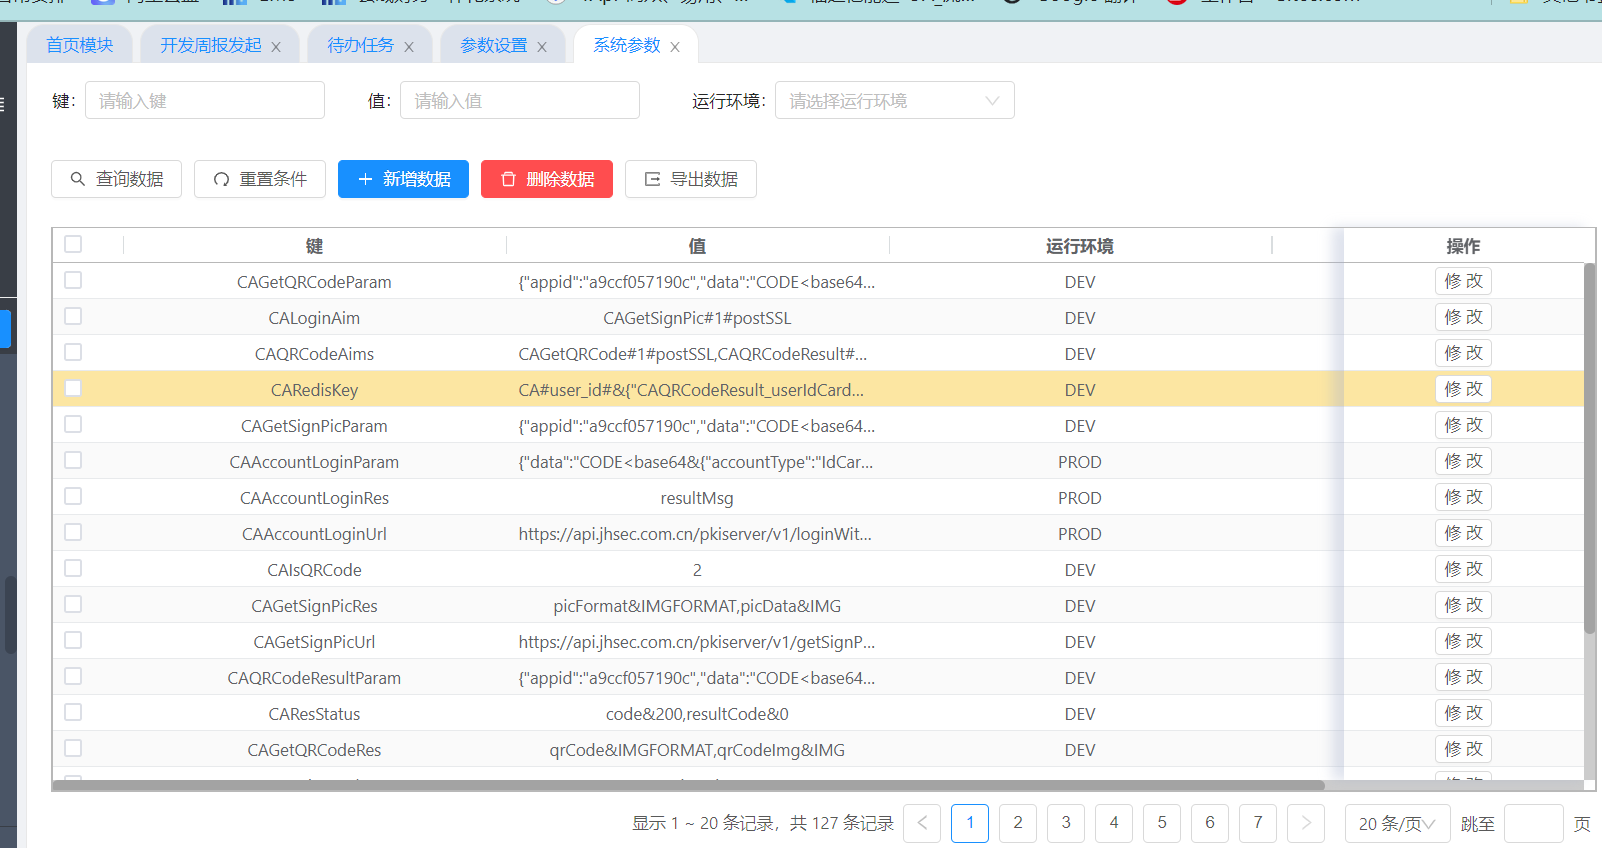 首页模块 开发周报发起 × 待办任务 × 参数设置 × 系统参数 ×
键: 请输入键 值: 请输入值 运行环境: 请选择运行环境
查询数据 重置条件 + 新增数据 删除数据 导出数据
键 值 运行环境 操作
CAGetQRCodeParam {"appid":"a9ccf057190c","data":"CODE<base64... DEV 修 改
CALoginAim CAGetSignPic#1#postSSL DEV 修 改
CAQRCodeAims CAGetQRCode#1#postSSL,CAQRCodeResult#... DEV 修 改
CARedisKey CA#user_id#&{"CAQRCodeResult_userIdCard... DEV 修 改
CAGetSignPicParam {"appid":"a9ccf057190c","data":"CODE<base64... DEV 修 改
CAAccountLoginParam {"data":"CODE<base64&{"accountType":"IdCar... PROD 修 改
CAAccountLoginRes resultMsg PROD 修 改
CAAccountLoginUrl https://api.jhsec.com.cn/pkiserver/v1/loginWit... PROD 修 改
CAIsQRCode 2 DEV 修 改
CAGetSignPicRes picFormat&IMGFORMAT,picData&IMG DEV 修 改
CAGetSignPicUrl https://api.jhsec.com.cn/pkiserver/v1/getSignP... DEV 修 改
CAQRCodeResultParam {"appid":"a9ccf057190c","data":"CODE<base64... DEV 修 改
CAResStatus code&200,resultCode&0 DEV 修 改
CAGetQRCodeRes qrCode&IMGFORMAT,qrCodeImg&IMG DEV 修 改
显示 1 ~ 20 条记录，共 127 条记录 < 1 2 3 4 5 6 7 > 20 条/页 跳至 页